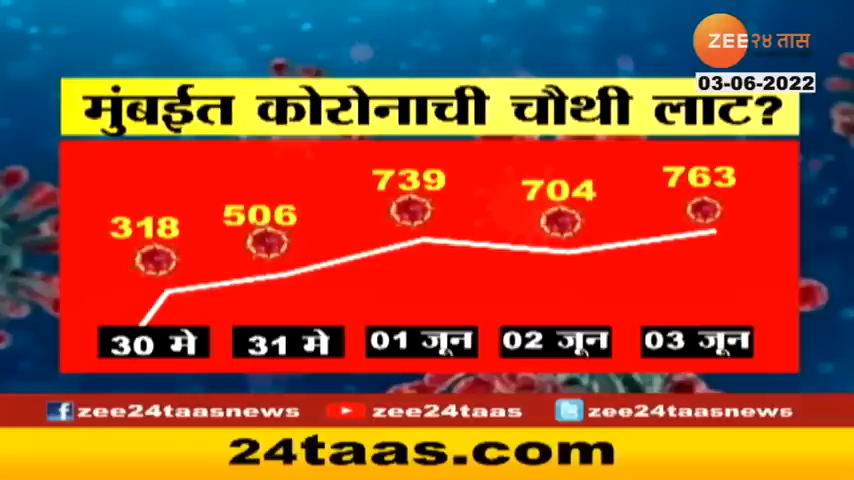 ZEE २४ तास
03-06-2022
मुंबईत कोरोनाची चौथी लाट?
318 506 739 704 763
30 मे 31 मे 01 जून 02 जून 03 जून
zee24taasnews zee24taas zee24taasnews
24taas.com